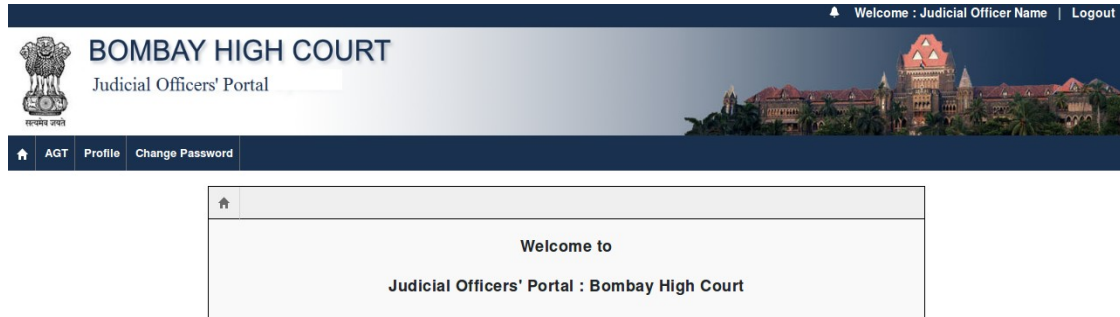 Welcome : Judicial Officer Name | Logout
BOMBAY HIGH COURT
Judicial Officers' Portal
सत्यमेव जयते
AGT Profile Change Password
Welcome to
Judicial Officers' Portal : Bombay High Court